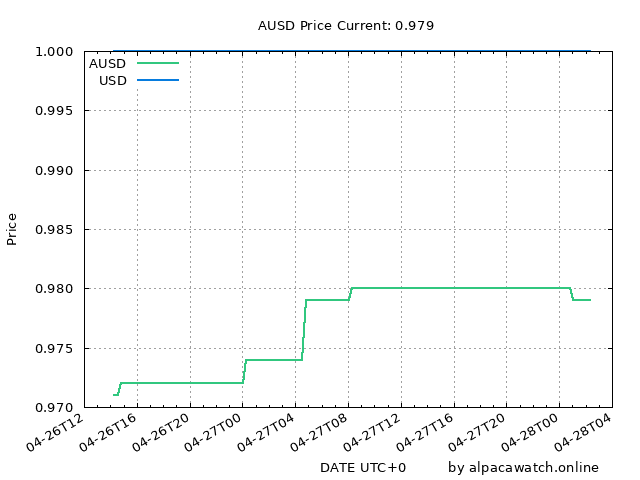 AUSD Price Current: 0.979
1.000
AUSD
USD
0.995
0.990
0.985
Price
0.980
0.975
0.970
04-26T12
04-26T16
04-26T20
04-27T00
04-27T04
04-27T08
04-27T12
04-27T16
04-27T20
04-28T00
04-28T04
DATE UTC+0 by alpacawatch.online